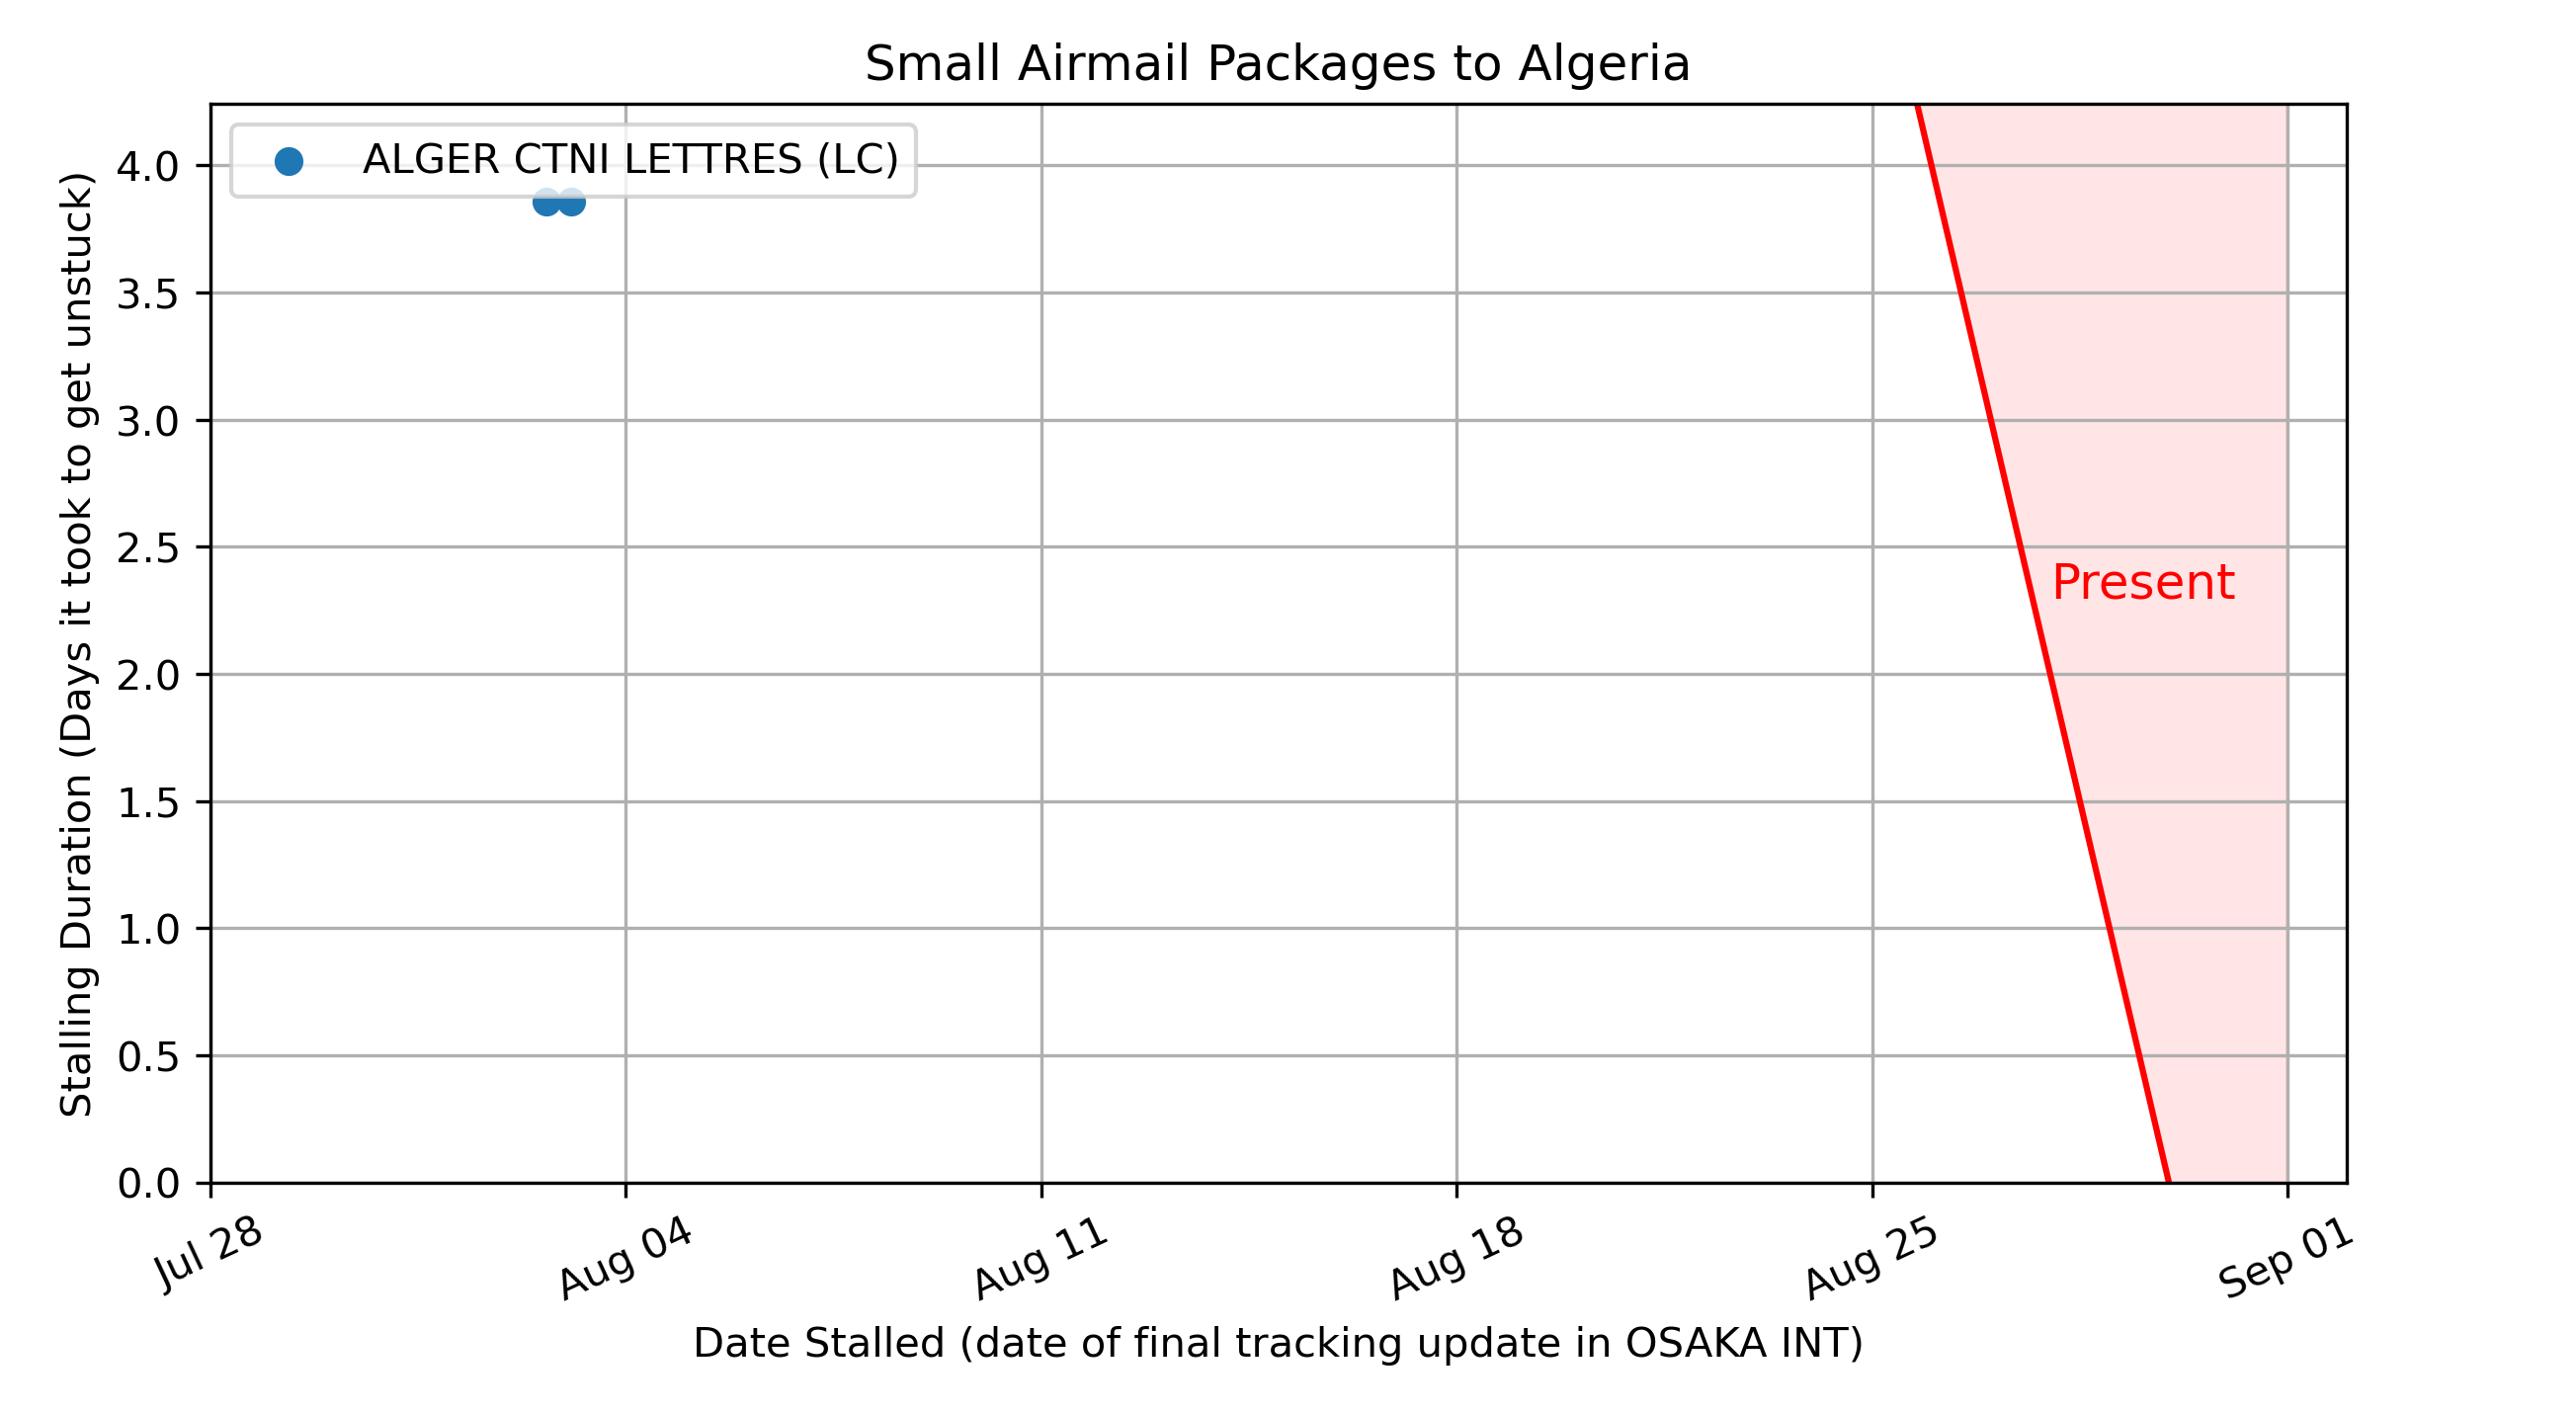 Small Airmail Packages to Algeria
ALGER CTNI LETTRES (LC)
Stalling Duration (Days it took to get unstuck)
4.0
3.5
3.0
2.5
2.0
1.5
1.0
0.5
0.0
Present
Jul 28
Aug 04
Aug 11
Aug 18
Aug 25
Sep 01
Date Stalled (date of final tracking update in OSAKA INT)